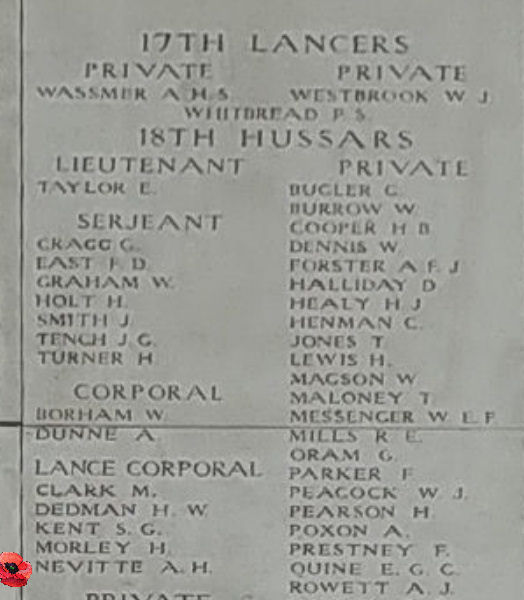 17TH LANCERS
PRIVATE
WASSMER A.H.S.
PRIVATE
WESTBROOK W. J.
WHITBREAD P. S.
18TH HUSSARS
LIEUTENANT
TAYLOR E.
SERJEANT
CRAGG G.
EAST F. D.
GRAHAM W.
HOLT H.
SMITH J.
TENCH J. G.
TURNER H.
CORPORAL
BORHAM W.
DUNNE A.
LANCE CORPORAL
CLARK M.
DEDMAN H. W.
KENT S. G.
MORLEY H.
NEVITTE A. H.
PRIVATE
PRIVATE
BUGLER G.
BURROW W.
COOPER H. B.
DENNIS W.
FORSTER A. F. J.
HALLIDAY D.
HEALY H. J.
HENMAN C.
JONES T.
LEWIS H.
MAGSON W.
MALONEY T.
MESSENGER W. E. F.
MILLS R. E.
ORAM G.
PARKER F.
PEACOCK W. J.
PEARSON H.
POXON A.
PRESTNEY F.
QUINE E. G. C.
ROWETT A. J.